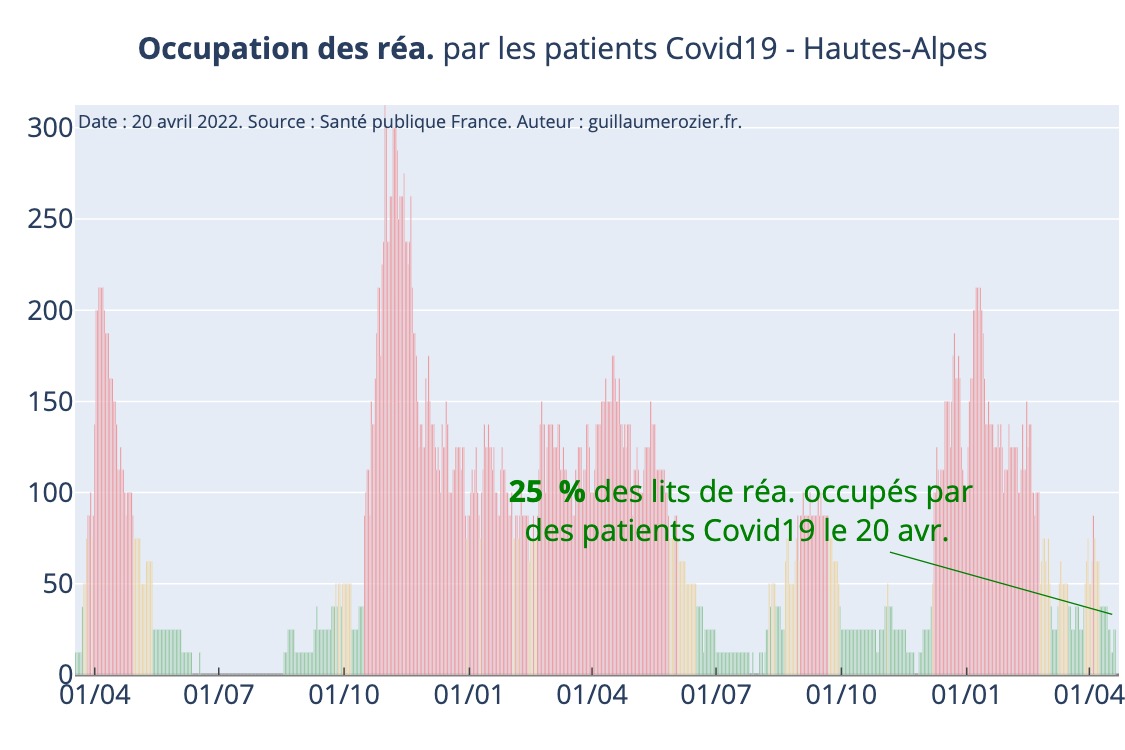 Occupation des réa. par les patients Covid19 - Hautes-Alpes
Date : 20 avril 2022. Source : Santé publique France. Auteur : guillaumerozier.fr.
300
250
200
150
100
50
0
25 % des lits de réa. occupés par
des patients Covid19 le 20 avr.
01/04 01/07 01/10 01/01 01/04 01/07 01/10 01/01 01/04